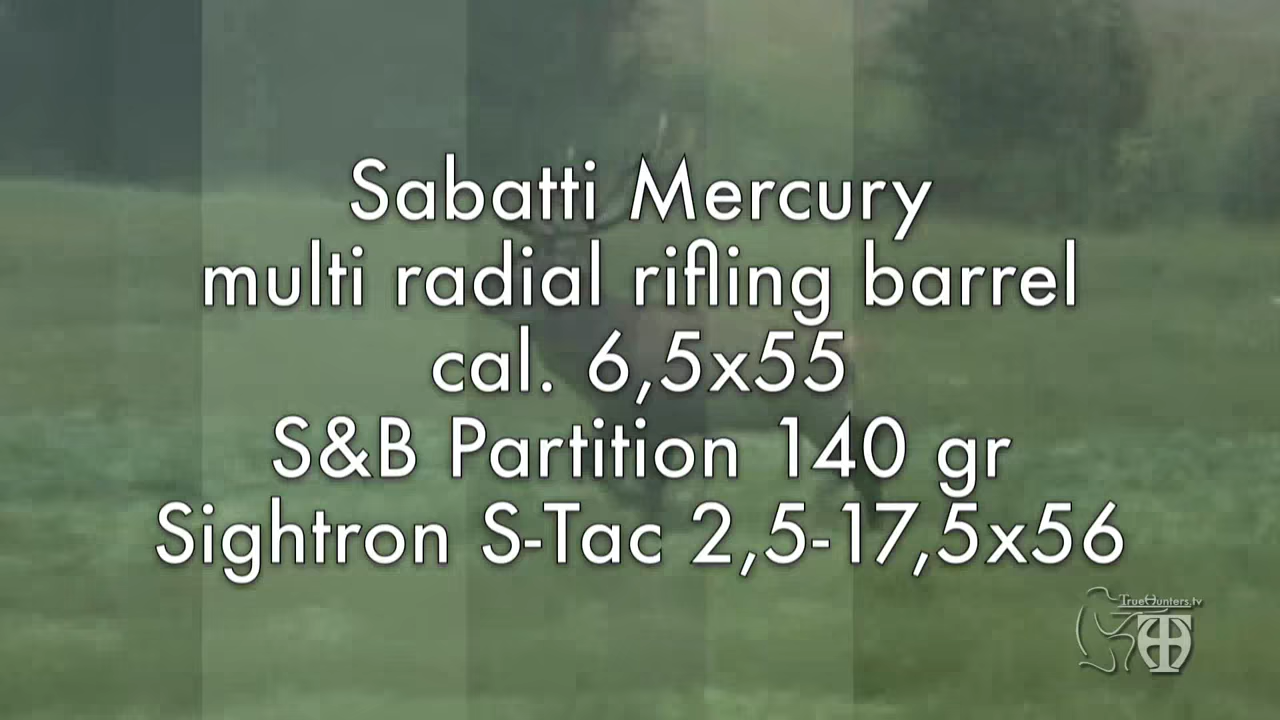 Sabatti Mercury
multi radial rifling barrel
cal. 6,5x55
S&B Partition 140 gr
Sightron S-Tac 2,5-17,5x56
TrueHunters.tv